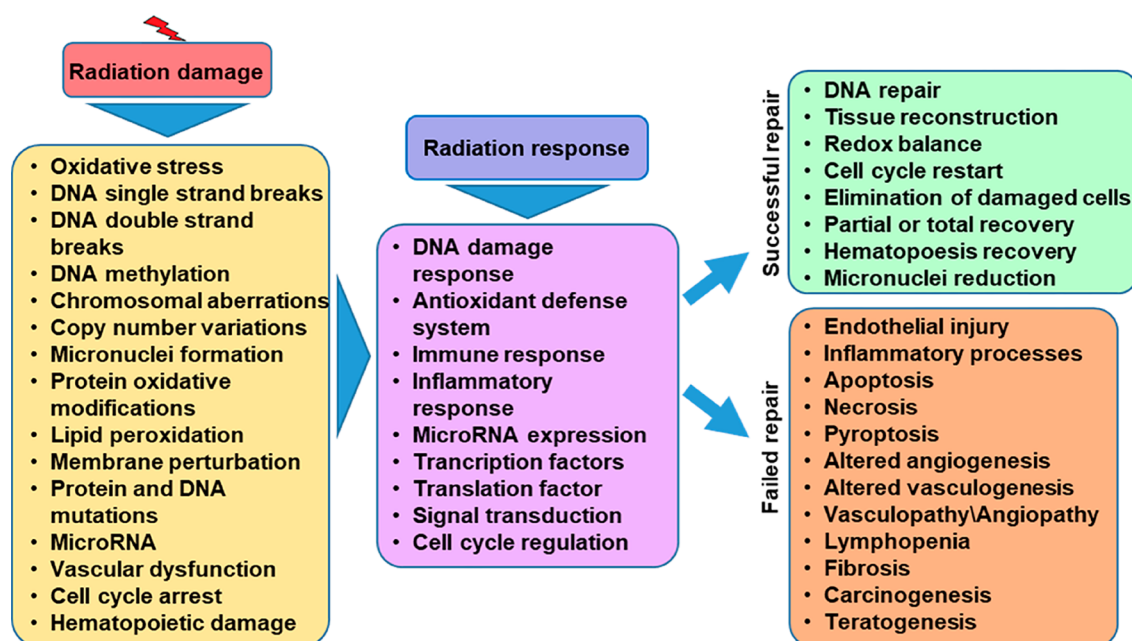 Radiation damage
• Oxidative stress
• DNA single strand breaks
• DNA double strand
breaks
• DNA methylation
• Chromosomal aberrations
• Copy number variations
• Micronuclei formation
• Protein oxidative
modifications
• Lipid peroxidation
• Membrane perturbation
• Protein and DNA
mutations
• MicroRNA
• Vascular dysfunction
• Cell cycle arrest
• Hematopoietic damage
Radiation response
• DNA damage
response
• Antioxidant defense
system
• Immune response
• Inflammatory
response
• MicroRNA expression
• Trancription factors
• Translation factor
• Signal transduction
• Cell cycle regulation
Successful repair
• DNA repair
• Tissue reconstruction
• Redox balance
• Cell cycle restart
• Elimination of damaged cells
• Partial or total recovery
• Hematopoesis recovery
• Micronuclei reduction
Failed repair
• Endothelial injury
• Inflammatory processes
• Apoptosis
• Necrosis
• Pyroptosis
• Altered angiogenesis
• Altered vasculogenesis
• Vasculopathy\Angiopathy
• Lymphopenia
• Fibrosis
• Carcinogenesis
• Teratogenesis